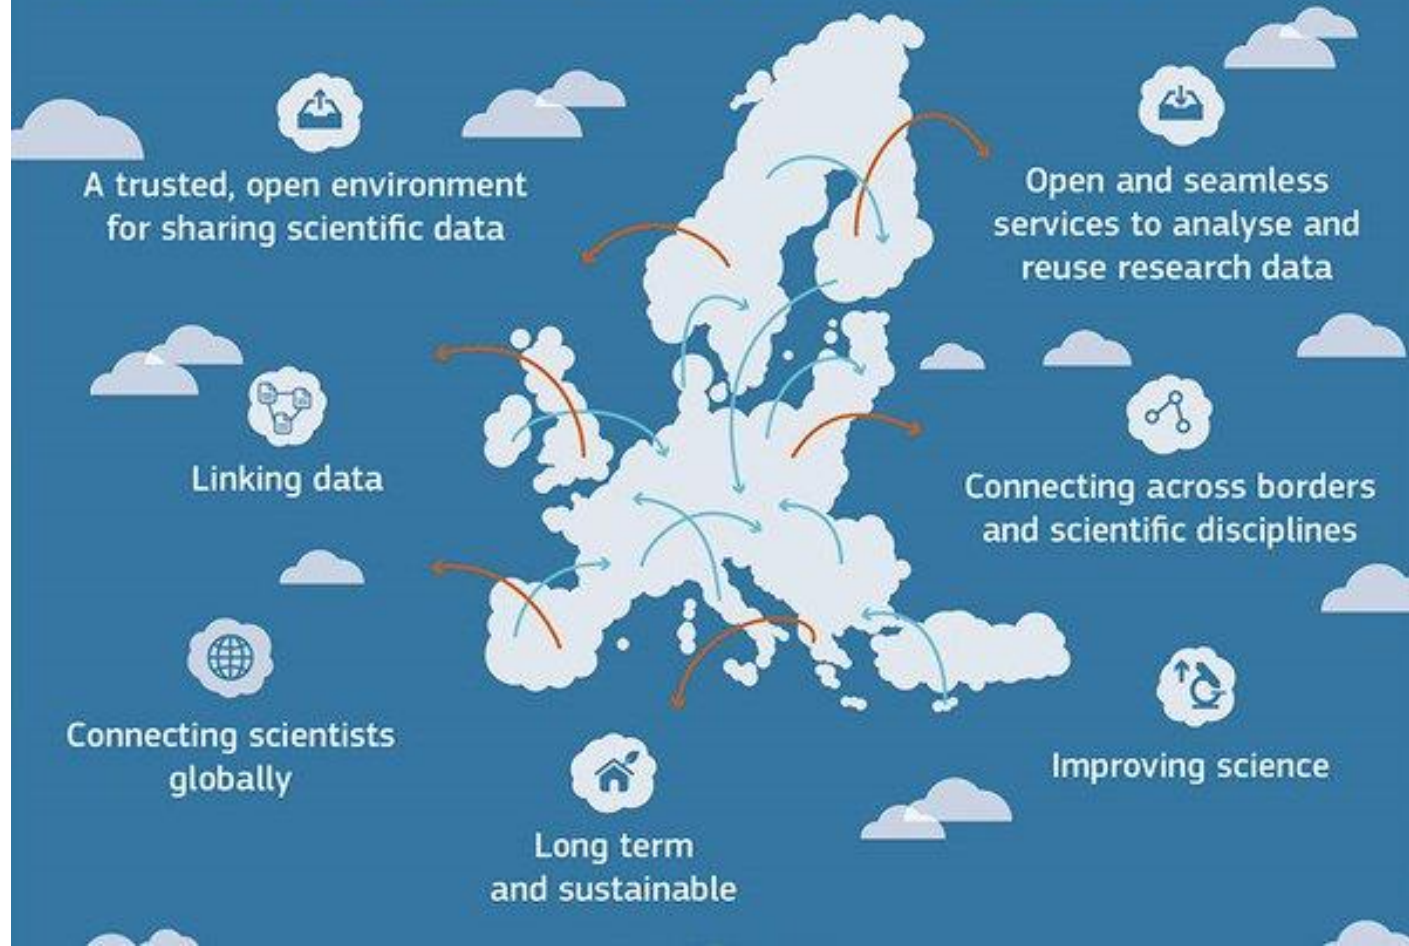 A trusted, open environment
for sharing scientific data
Open and seamless
services to analyse and
reuse research data
Linking data
Connecting across borders
and scientific disciplines
Connecting scientists
globally
Improving science
Long term
and sustainable